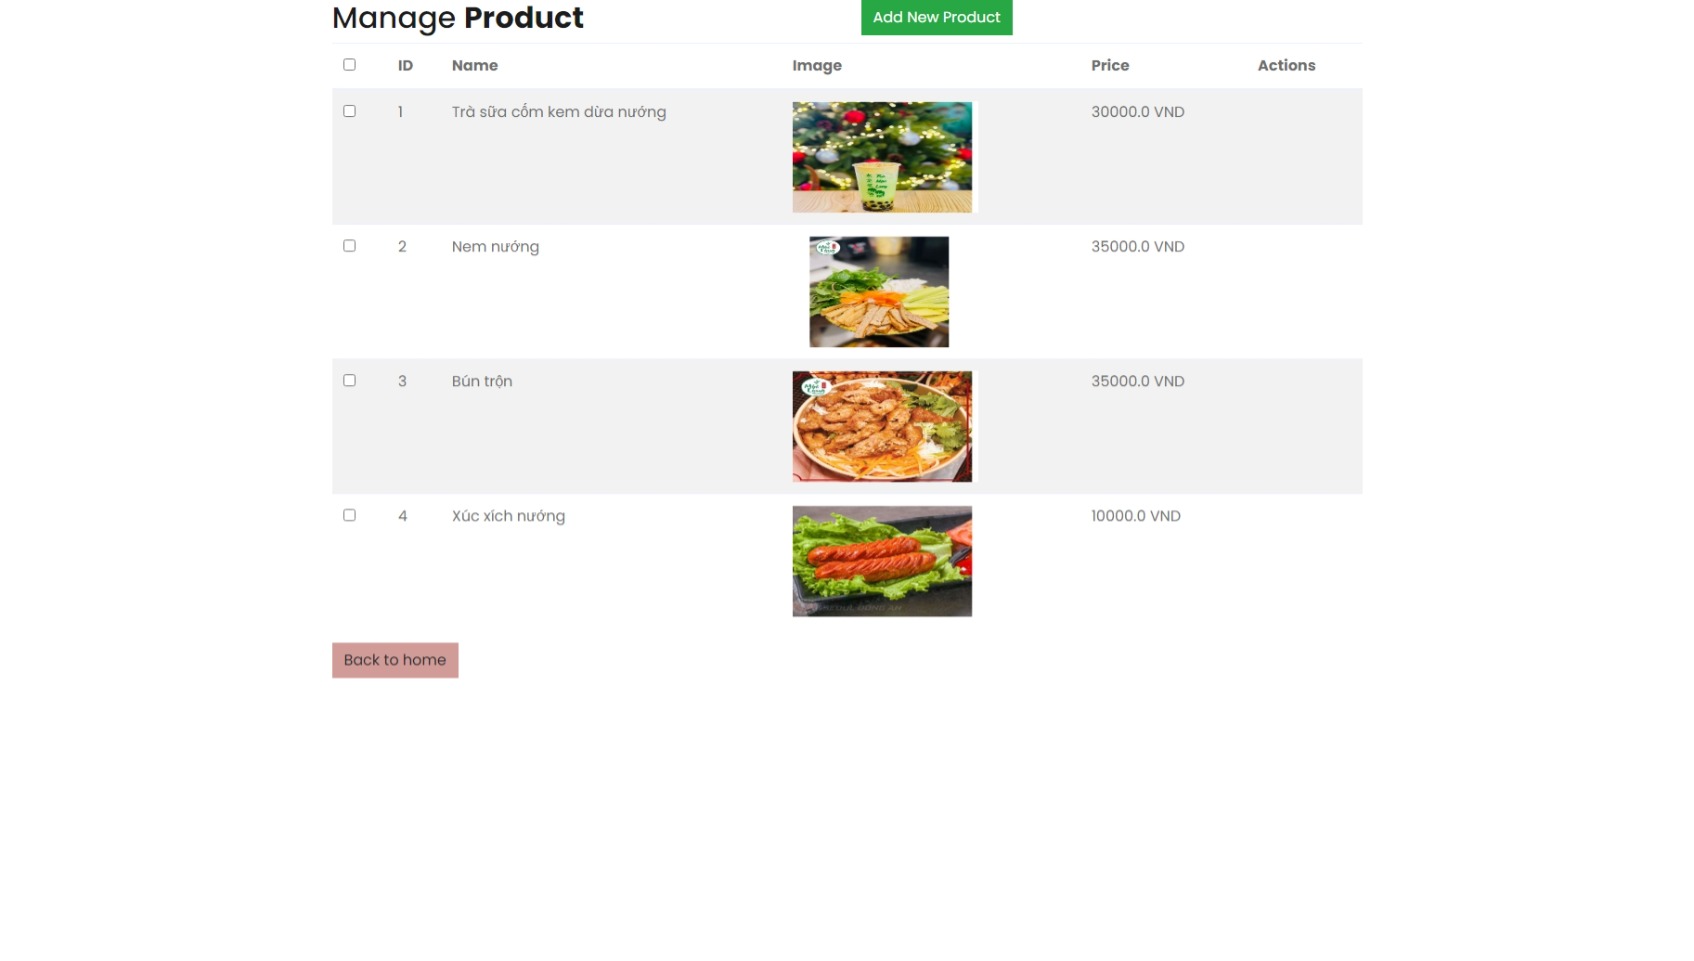 Manage Product
Add New Product
ID Name Image Price Actions
1 Trà sữa cốm kem dừa nướng 30000.0 VND
2 Nem nướng 35000.0 VND
3 Bún trộn 35000.0 VND
4 Xúc xích nướng 10000.0 VND
Back to home